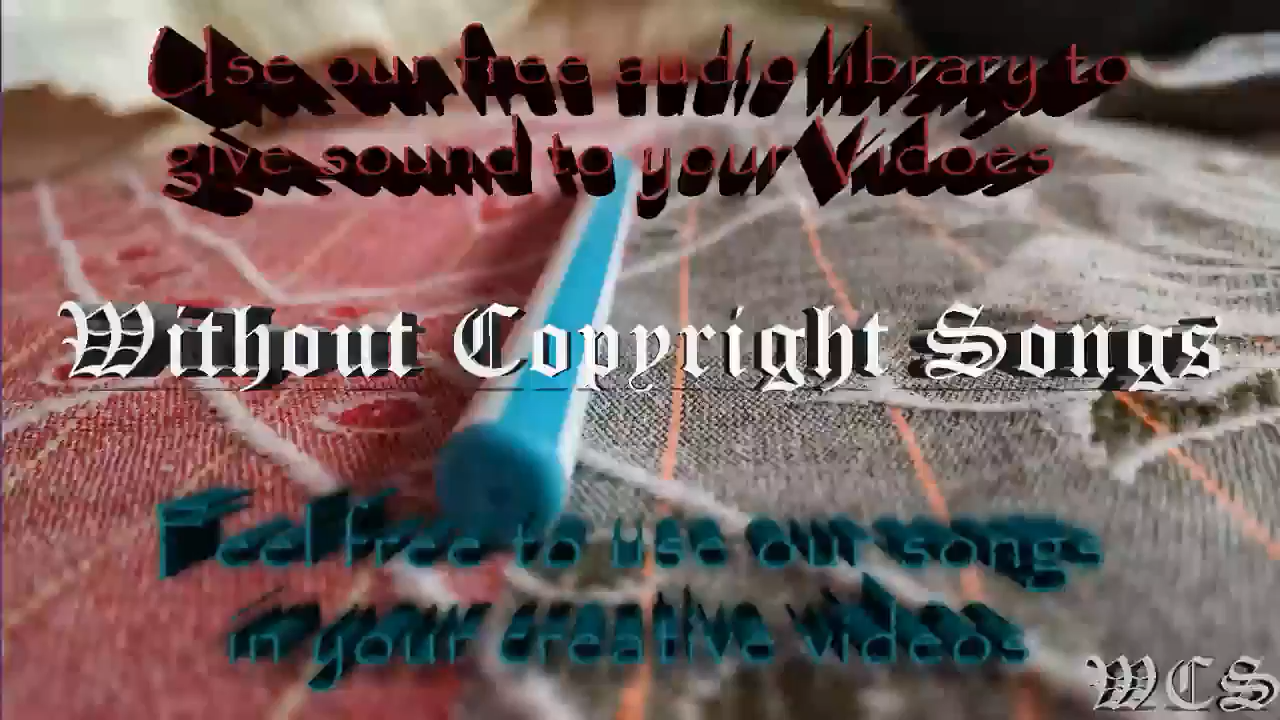 Use our free audio library to
give sound to your Vidoes
Without Copyright Songs
Feel free to use our songs
in your creative videos
WCS